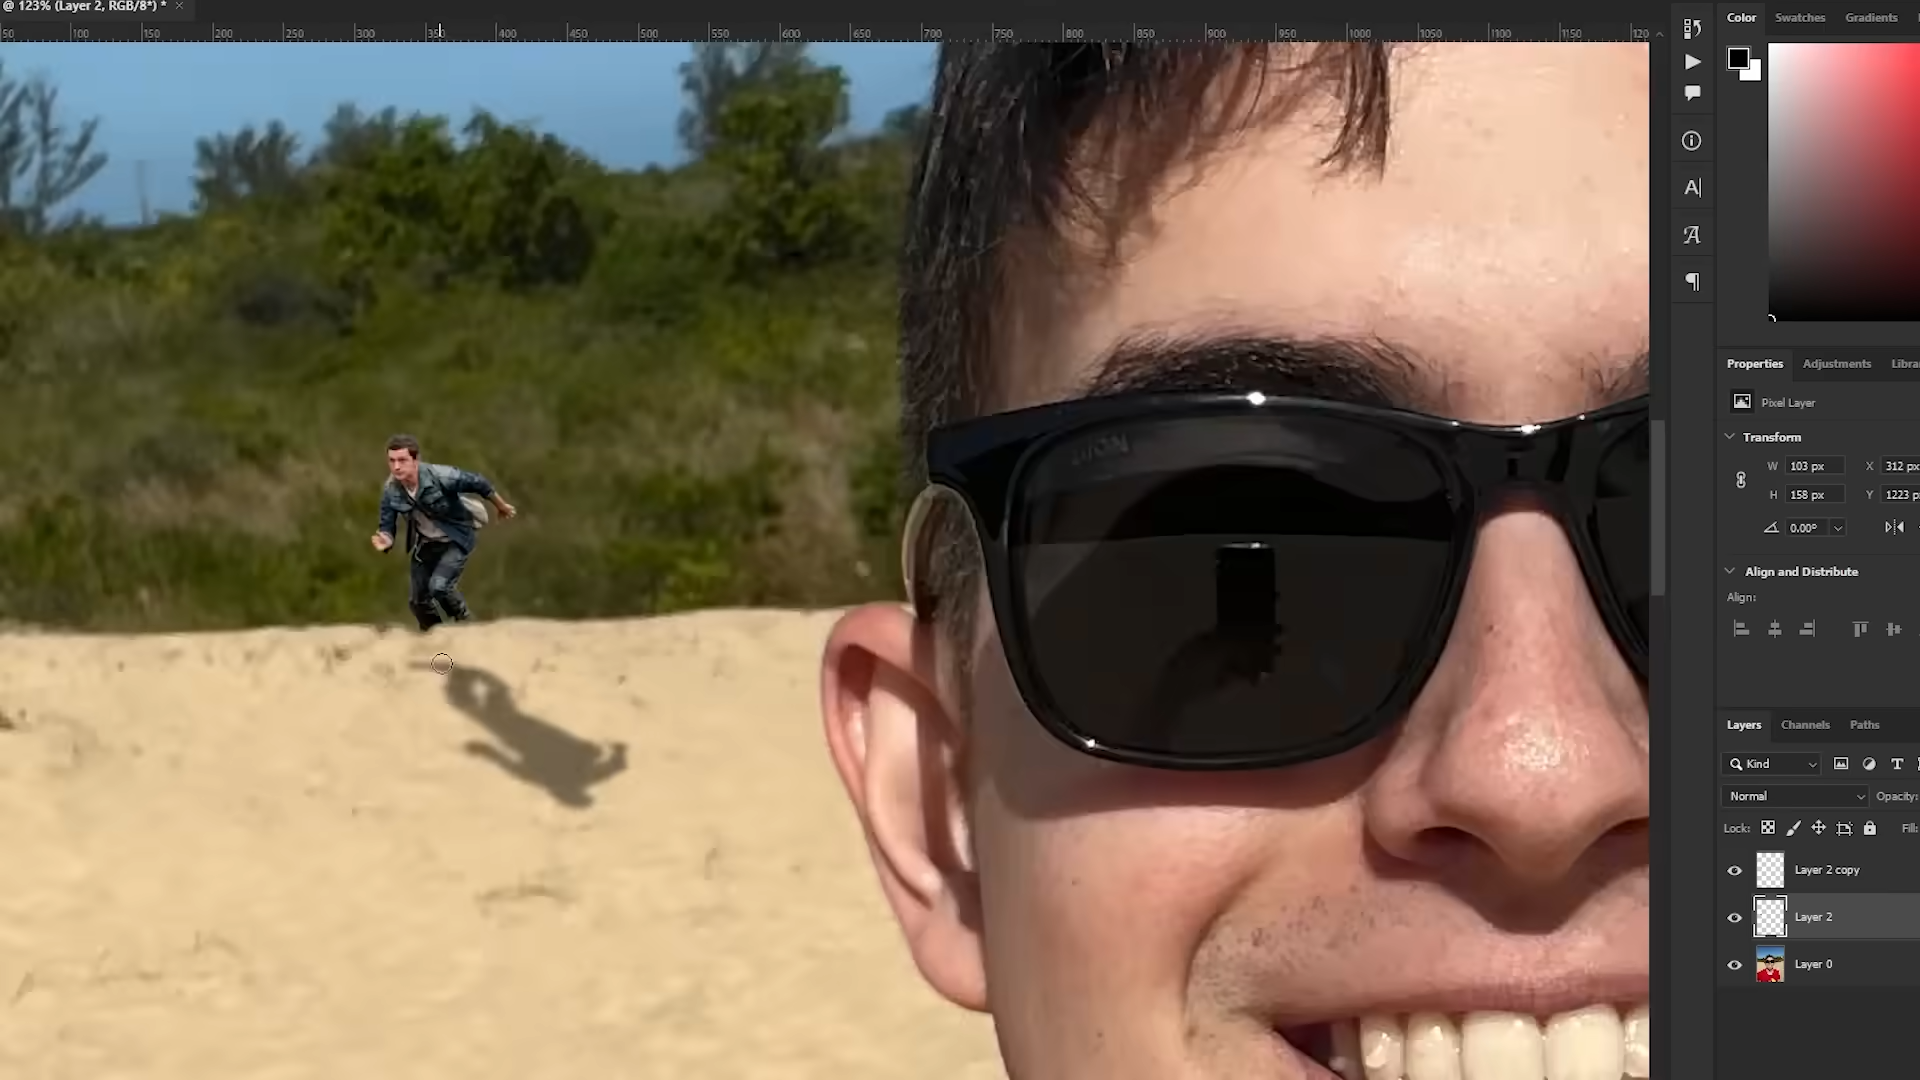 @ 123% (Layer 2, RGB/8*) * ×
Color Swatches Gradients
50 100 150 200 250 300 350 400 450 500 550 600 650 700 750 800 850 900 950 1000 1050 1100 1150 120
Properties Adjustments Librar
Pixel Layer
Transform
W 103 px X 312 px
H 158 px Y 1223 p
0.00°
Align and Distribute
Align:
Layers Channels Paths
Kind
Normal Opacity:
Lock: Fill:
Layer 2 copy
Layer 2
Layer 0